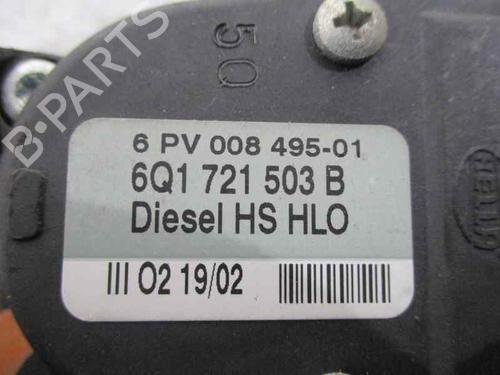 50
6 PV 008 495-01
6Q1 721 503 B
Diesel HS HLO
III O2 19/02
HELLA
B-PARTS